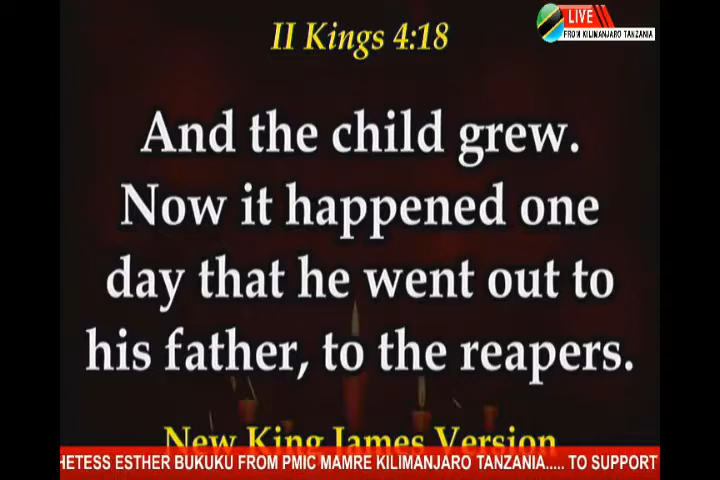 II Kings 4:18
LIVE
FROM KILIMANJARO TANZANIA
And the child grew.
Now it happened one
day that he went out to
his father, to the reapers.
New King James Version
HETESS ESTHER BUKUKU FROM PMIC MAMRE KILIMANJARO TANZANIA..... TO SUPPORT